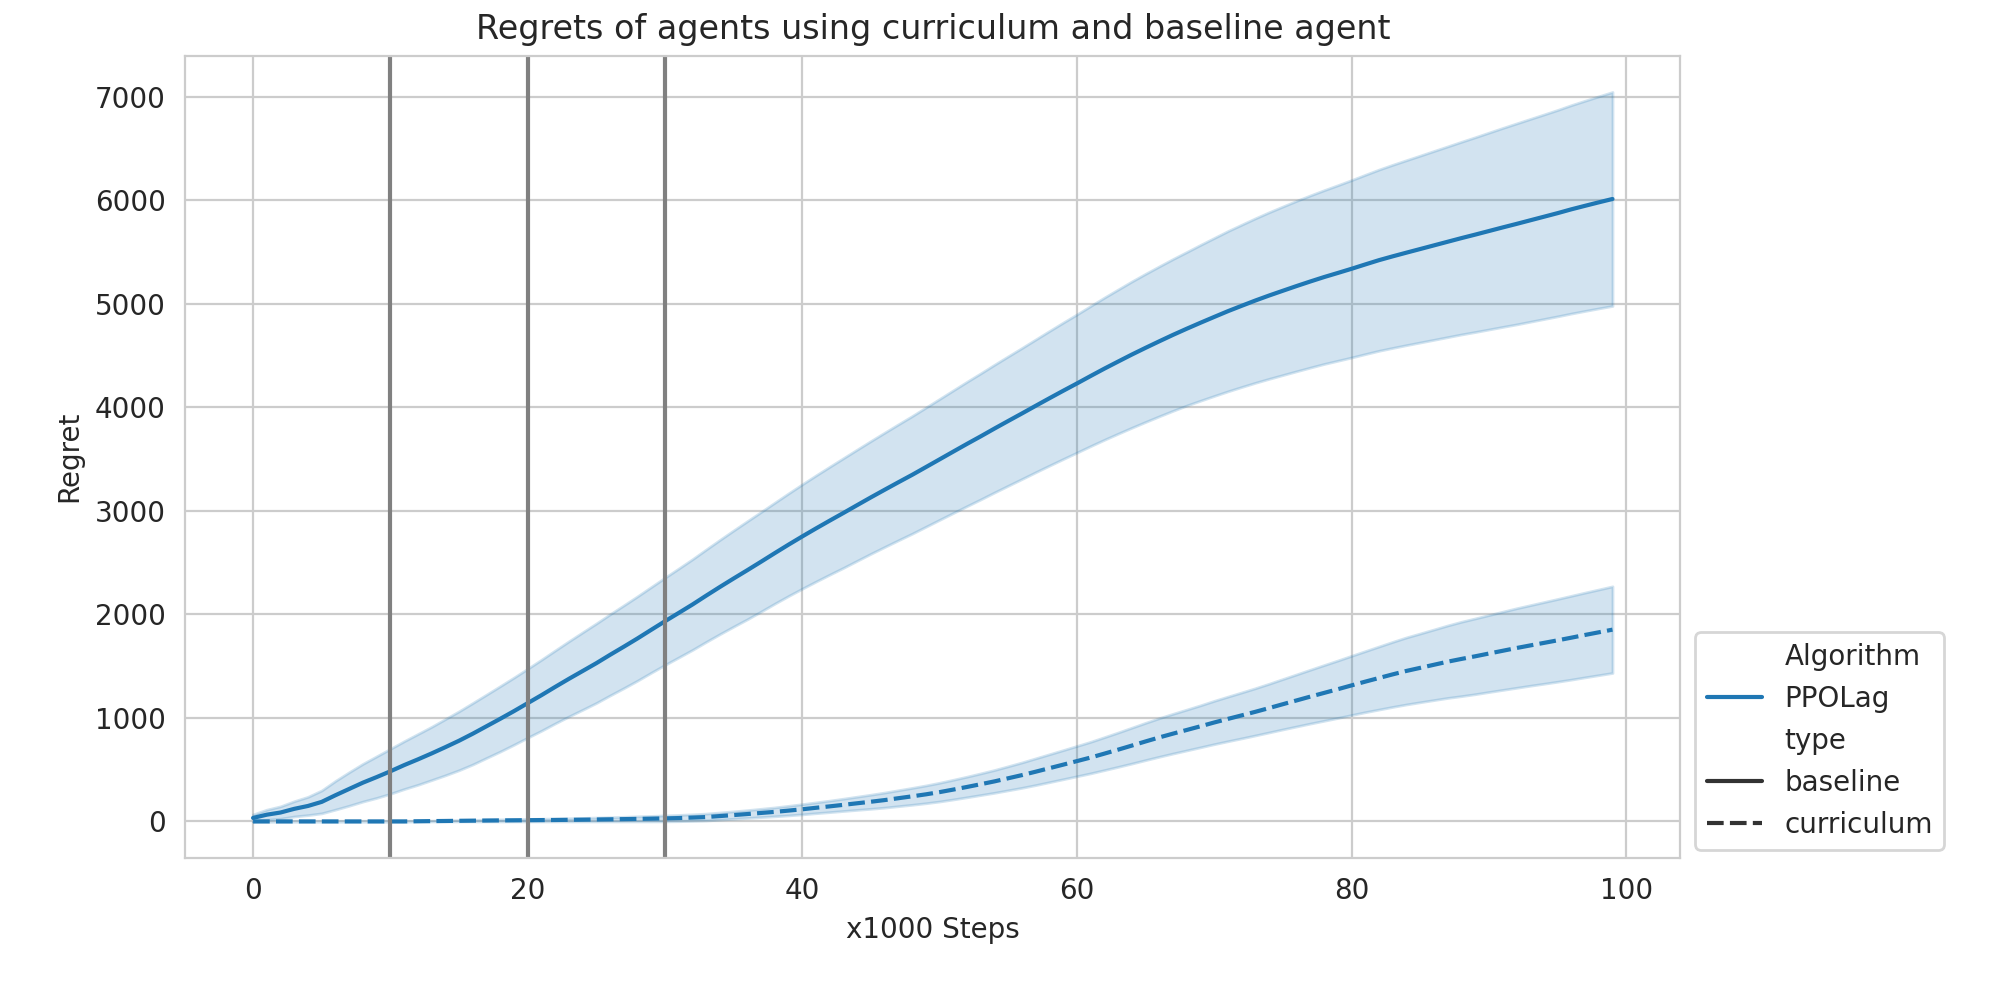 Regrets of agents using curriculum and baseline agent
7000
6000
5000
4000
3000
2000
1000
0
Regret
0 20 40 60 80 100
x1000 Steps
Algorithm
PPOLag
type
baseline
curriculum